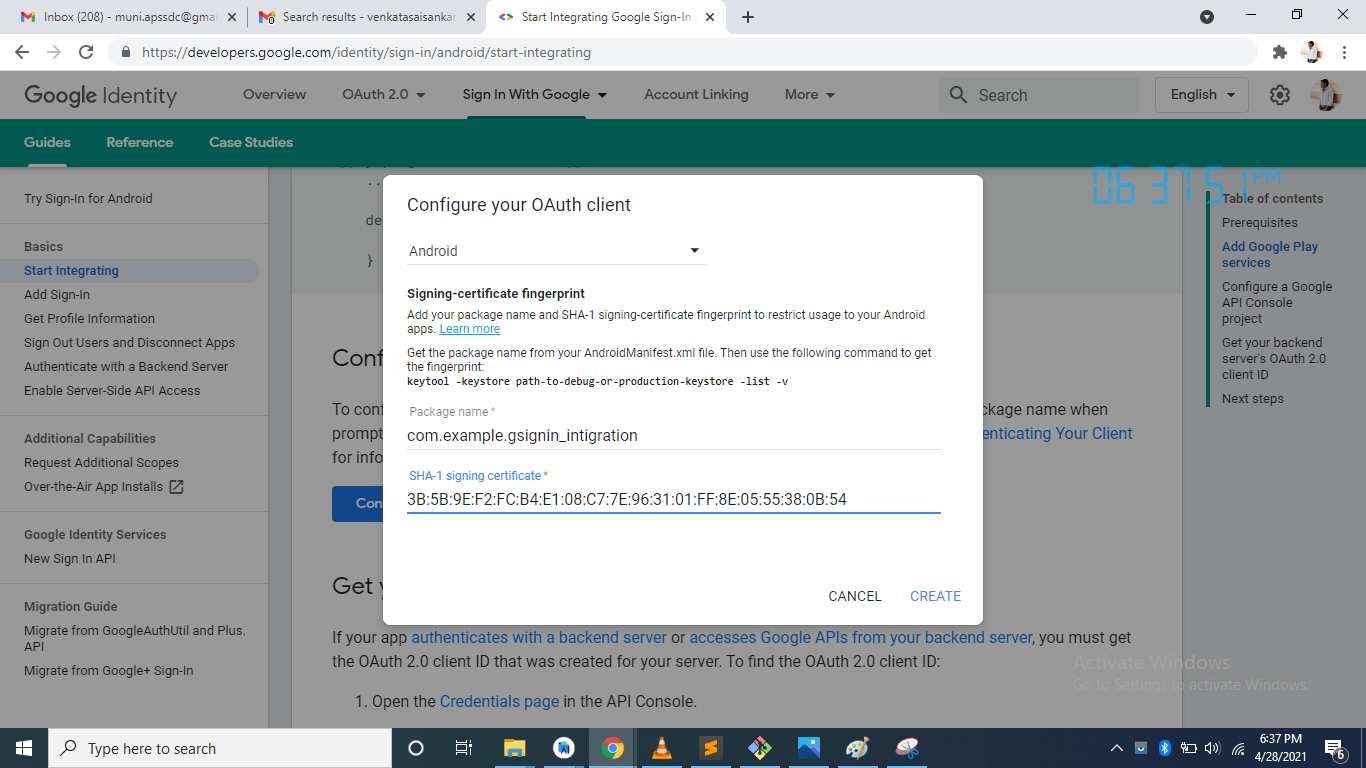 Inbox (208) - muni.apssdc@gmai
Search results - venkatasaisankar
Start Integrating Google Sign-In
https://developers.google.com/identity/sign-in/android/start-integrating
Google Identity
Overview
OAuth 2.0
Sign In With Google
Account Linking
More
Search
English
Guides
Reference
Case Studies
06 37 51 PM
Try Sign-In for Android
Basics
Start Integrating
Add Sign-In
Get Profile Information
Sign Out Users and Disconnect Apps
Authenticate with a Backend Server
Enable Server-Side API Access
Additional Capabilities
Request Additional Scopes
Over-the-Air App Installs
Google Identity Services
New Sign In API
Migration Guide
Migrate from GoogleAuthUtil and Plus.
API
Migrate from Google+ Sign-In
de
}
Conf
To conf
prompt
for info
Con
ckage name when
enticating Your Client
Configure your OAuth client
Android
Signing-certificate fingerprint
Add your package name and SHA-1 signing-certificate fingerprint to restrict usage to your Android
apps. Learn more
Get the package name from your AndroidManifest.xml file. Then use the following command to get
the fingerprint:
keytool -keystore path-to-debug-or-production-keystore -list -v
Package name *
com.example.gsignin_intigration
SHA-1 signing certificate *
3B:5B:9E:F2:FC:B4:E1:08:C7:7E:96:31:01:FF:8E:05:55:38:0B:54
CANCEL
CREATE
Get y
If your app authenticates with a backend server or accesses Google APIs from your backend server, you must get
the OAuth 2.0 client ID that was created for your server. To find the OAuth 2.0 client ID:
1. Open the Credentials page in the API Console.
Table of contents
Prerequisites
Add Google Play
services
Configure a Google
API Console
project
Get your backend
server's OAuth 2.0
client ID
Next steps
Activate Windows
Go to Settings to activate Windows.
Type here to search
6:37 PM
4/28/2021
6